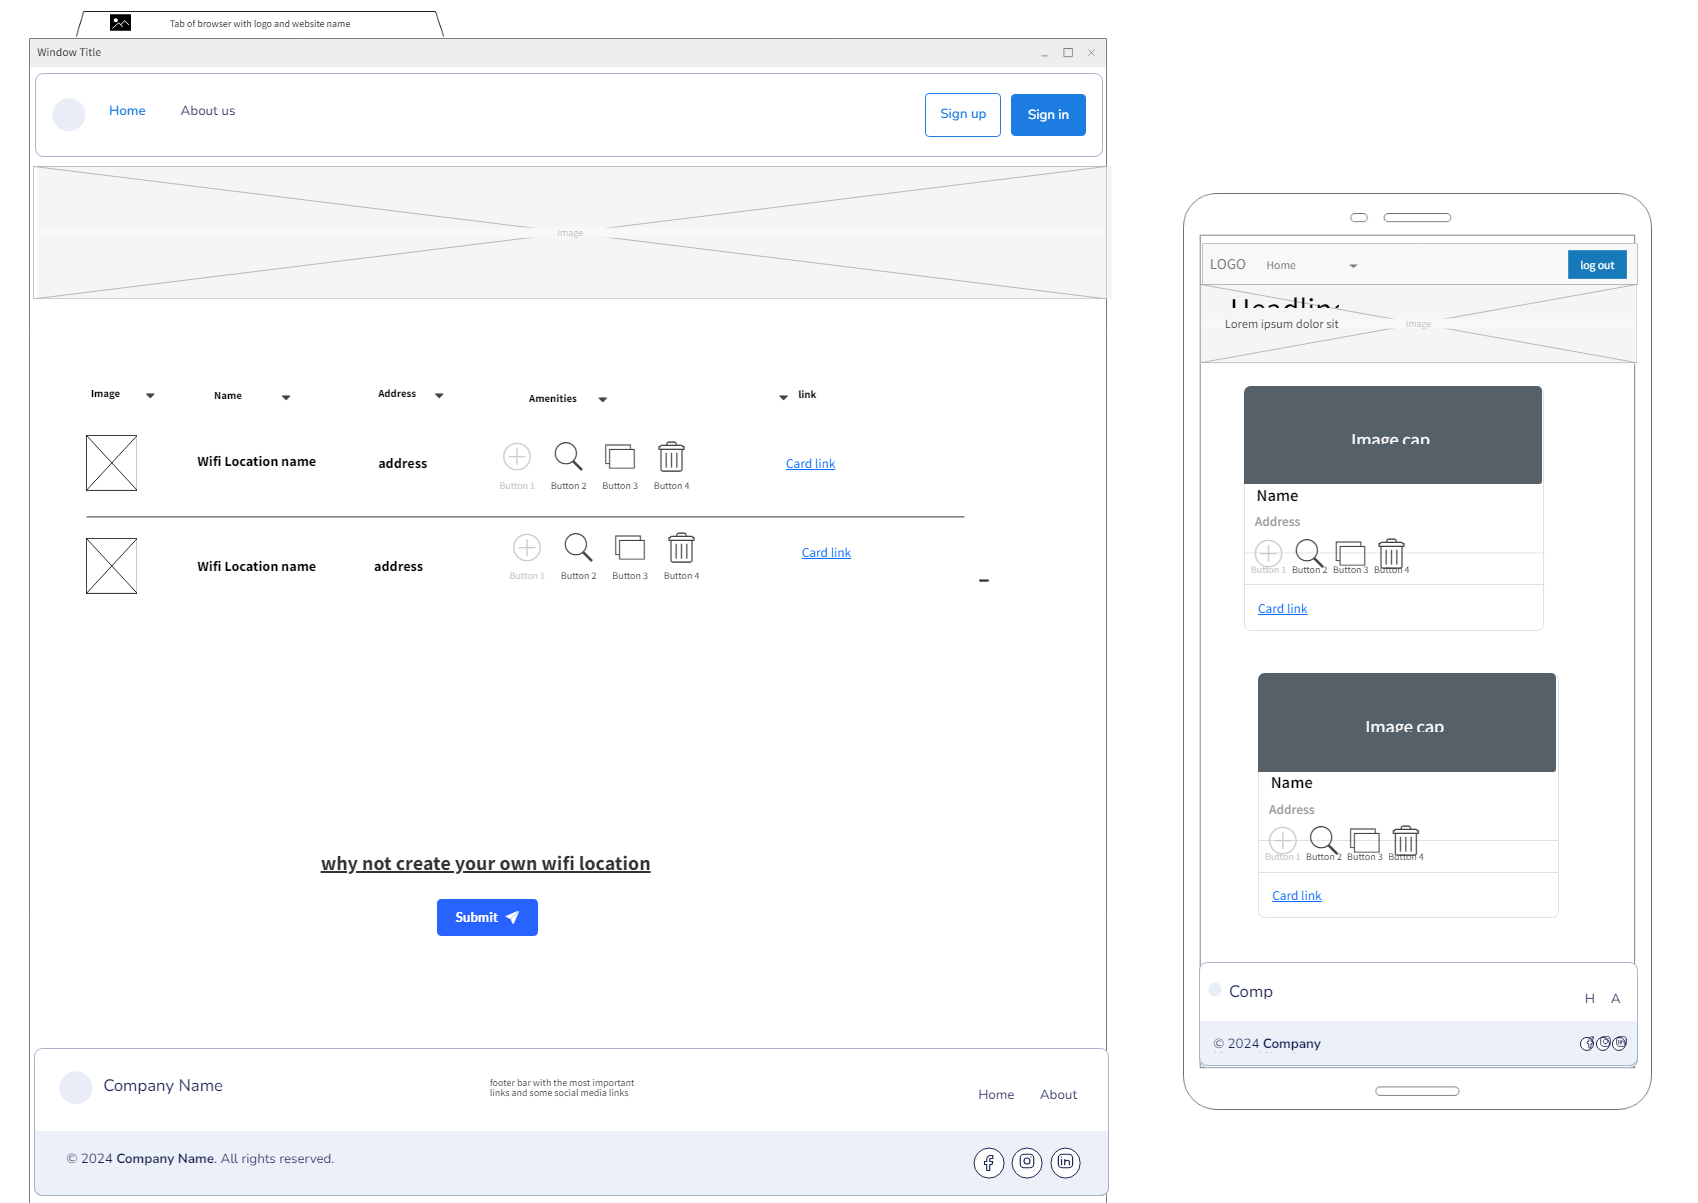 Tab of browser with logo and website name
Window Title
Home
About us
Sign up
Sign in
Image
Image
Name
Address
Amenities
link
Wifi Location name
address
Button 1
Button 2
Button 3
Button 4
Card link
Wifi Location name
address
Button 1
Button 2
Button 3
Button 4
Card link
why not create your own wifi location
Submit
Company Name
footer bar with the most important
links and some social media links
Home
About
© 2024 Company Name. All rights reserved.
LOGO
Home
log out
Lorem ipsum dolor sit
Image
Image cap
Name
Address
Button 1
Button 2
Button 3
Button 4
Card link
Image cap
Name
Address
Button 1
Button 2
Button 3
Button 4
Card link
Comp
H
A
© 2024 Company